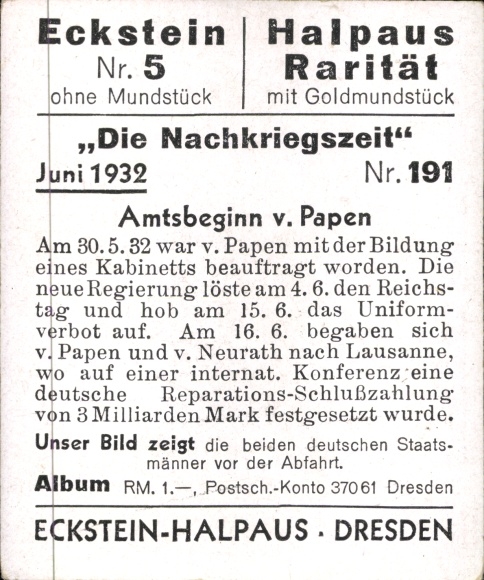 Eckstein Halpaus
Nr. 5 Rarität
ohne Mundstück mit Goldmundstück
„Die Nachkriegszeit“
Juni 1932 Nr. 191
Amtsbeginn v. Papen
Am 30. 5. 32 war v. Papen mit der Bildung
eines Kabinetts beauftragt worden. Die
neue Regierung löste am 4. 6. den Reichs-
tag und hob am 15. 6. das Uniform-
verbot auf. Am 16. 6. begaben sich
v. Papen und v. Neurath nach Lausanne,
wo auf einer internat. Konferenz eine
deutsche Reparations-Schlußzahlung
von 3 Milliarden Mark festgesetzt wurde.
Unser Bild zeigt die beiden deutschen Staats-
männer vor der Abfahrt.
Album RM. 1.—, Postsch.-Konto 37061 Dresden
ECKSTEIN-HALPAUS · DRESDEN